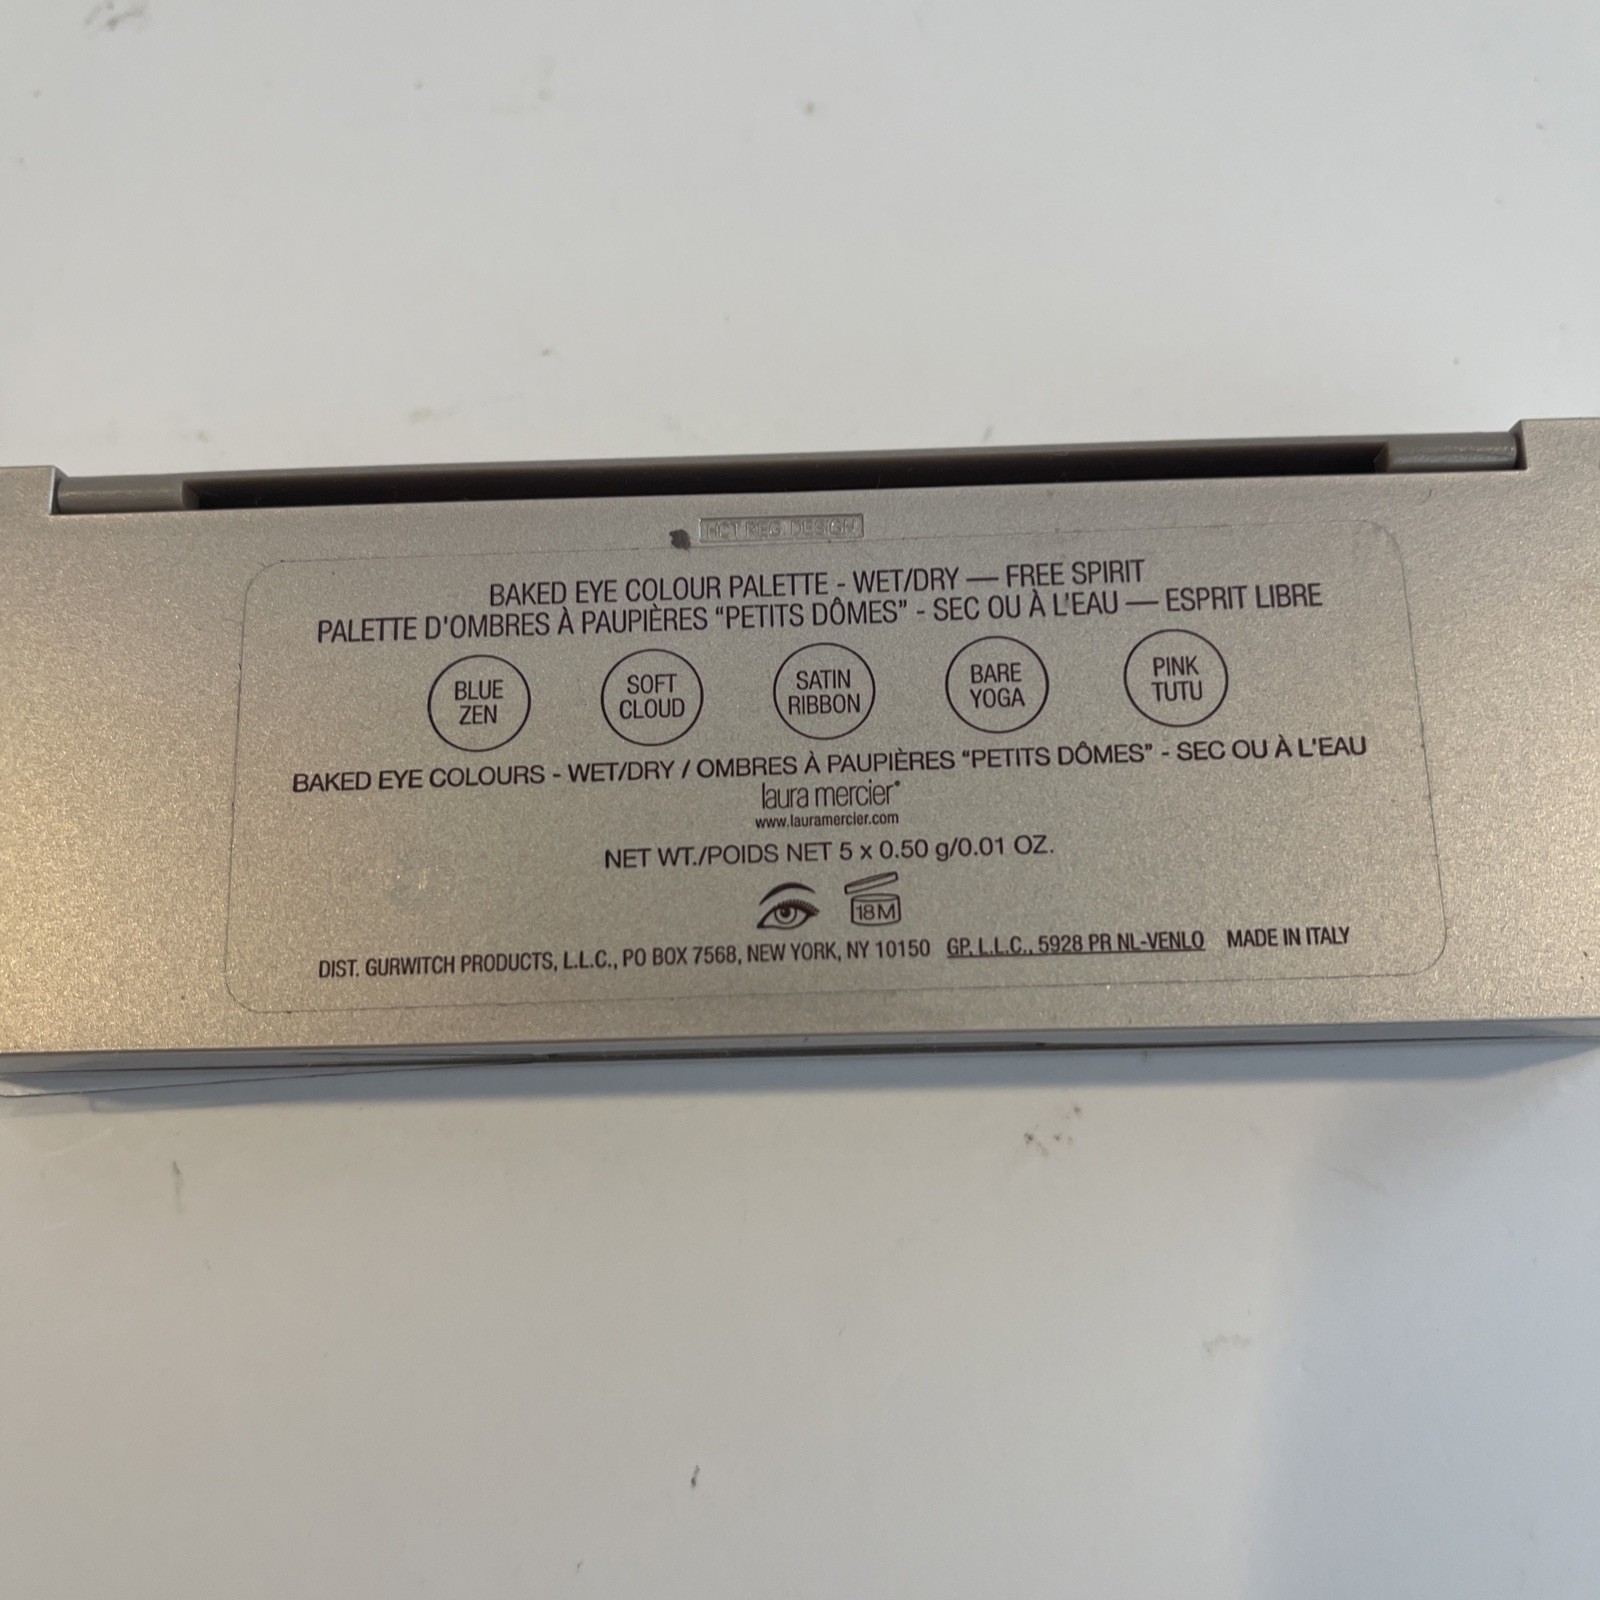 HCT REG. DESIGN
BAKED EYE COLOUR PALETTE - WET/DRY — FREE SPIRIT
PALETTE D'OMBRES À PAUPIÈRES “PETITS DÔMES” - SEC OU À L'EAU — ESPRIT LIBRE
BLUE
ZEN
SOFT
CLOUD
SATIN
RIBBON
BARE
YOGA
PINK
TUTU
BAKED EYE COLOURS - WET/DRY / OMBRES À PAUPIÈRES “PETITS DÔMES” - SEC OU À L'EAU
laura mercier
www.lauramercier.com
NET WT./POIDS NET 5 x 0.50 g/0.01 OZ.
18M
DIST. GURWITCH PRODUCTS, L.L.C., PO BOX 7568, NEW YORK, NY 10150 GP, L.L.C., 5928 PR NL-VENLO MADE IN ITALY